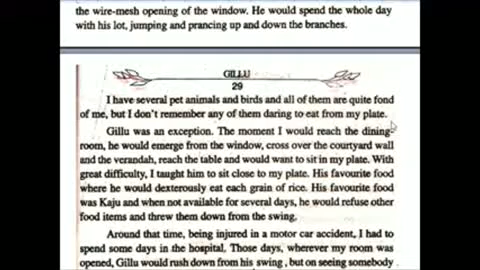 the wire-mesh opening of the window. He would spend the whole day
with his lot, jumping and prancing up and down the branches.
GILLU
29
I have several pet animals and birds and all of them are quite fond
of me, but I don't remember any of them daring to eat from my plate.
Gillu was an exception. The moment I would reach the dining-
room, he would emerge from the window, cross over the courtyard wall
and the verandah, reach the table and would want to sit in my plate. With
great difficulty, I taught him to sit close to my plate. His favourite food
where he would dexterously eat each grain of rice. His favourite food
was Kaju and when not available for several days, he would refuse other
food items and threw them down from the swing.
Around that time, being injured in a motor car accident, I had to
spend some days in the hospital. Those days, wherever my room was
opened, Gillu would rush down from his swing, but on seeing somebody